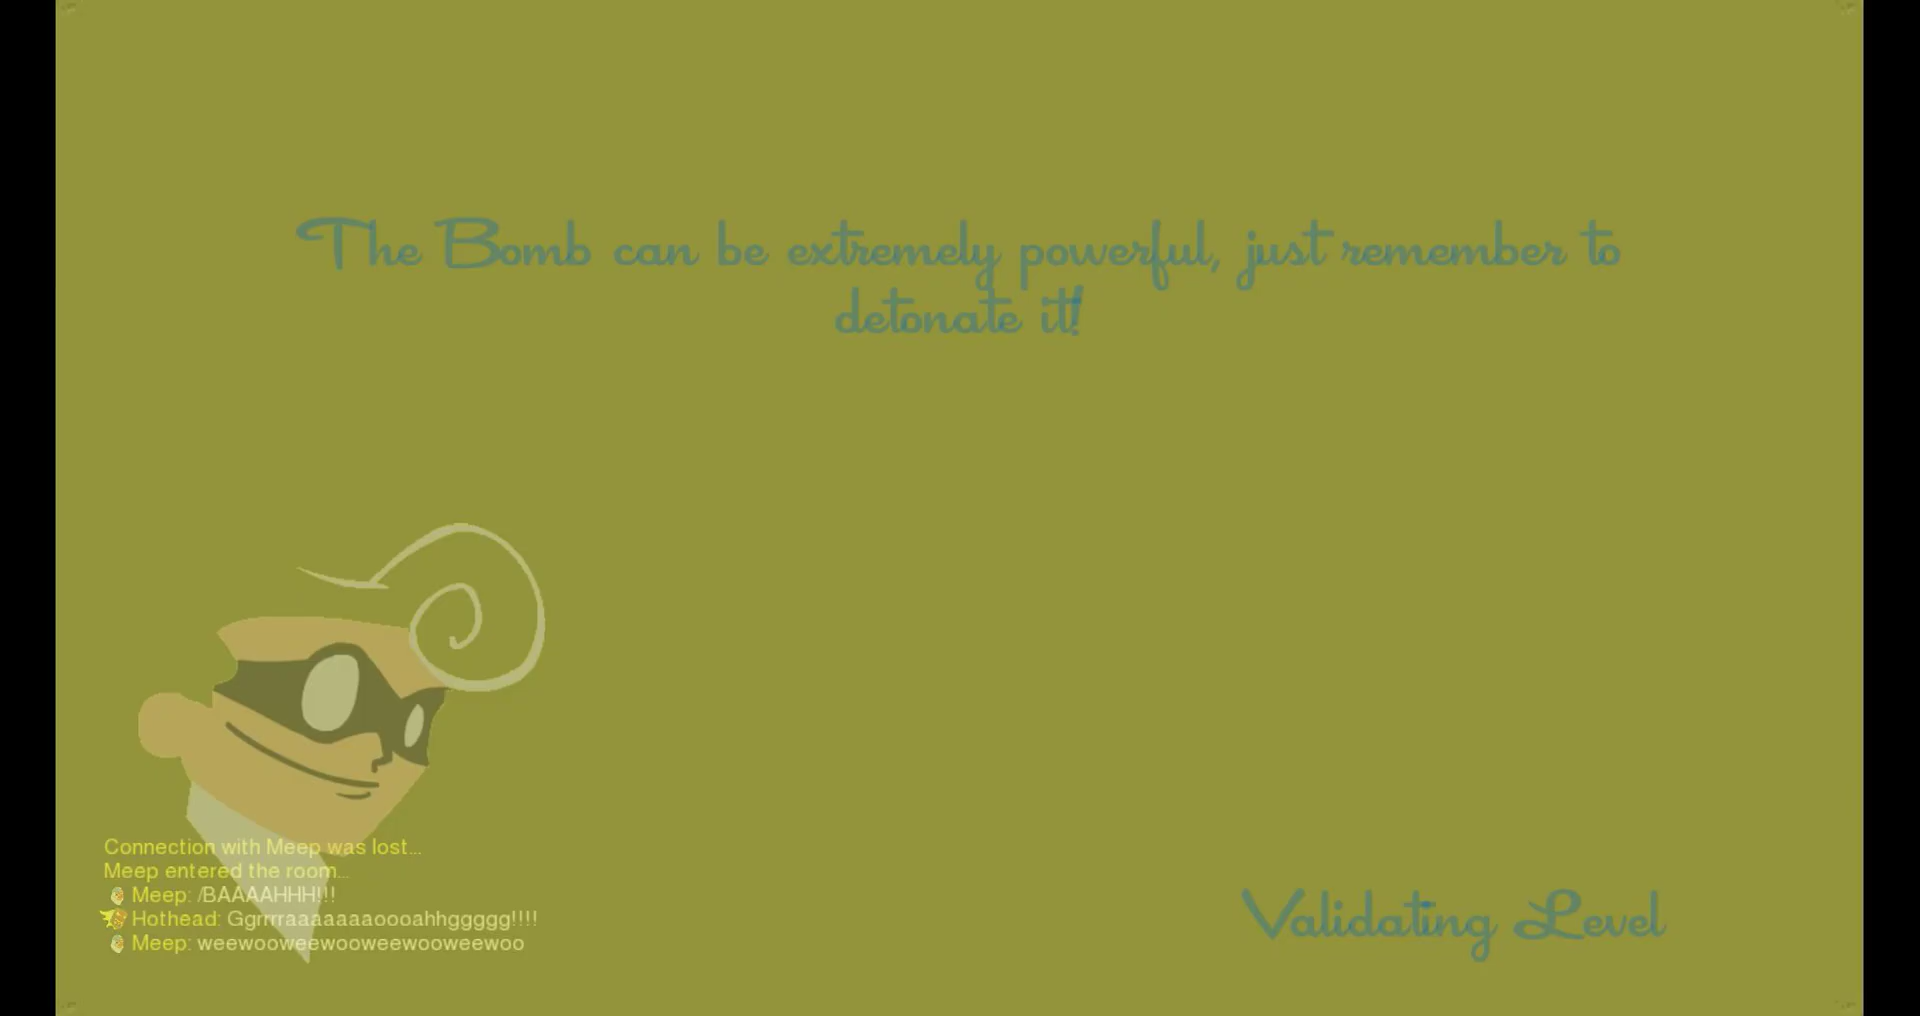 The Bomb can be extremely powerful, just remember to
detonate it!
Connection with Meep was lost...
Meep entered the room...
Meep: /BAAAAHHH!!!
Hothead: Ggrrrraaaaaaaoooahhggggg!!!!
Meep: weewooweewooweewooweewoo
Validating Level